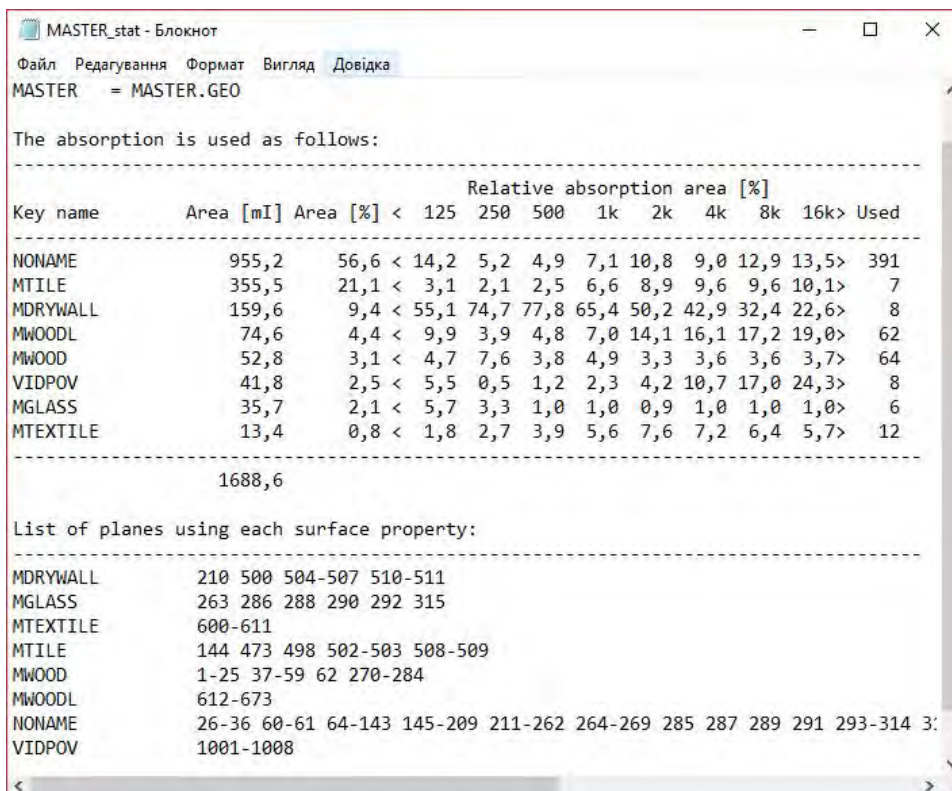 MASTER_stat - Блокнот
Файл Редагування Формат Вигляд Довідка
MASTER = MASTER.GEO
The absorption is used as follows:
Relative absorption area [%]
Key name Area [mI] Area [%] < 125 250 500 1k 2k 4k 8k 16k> Used
NONAME 955,2 56,6 < 14,2 5,2 4,9 7,1 10,8 9,0 12,9 13,5> 391
MTILE 355,5 21,1 < 3,1 2,1 2,5 6,6 8,9 9,6 9,6 10,1> 7
MDRYWALL 159,6 9,4 < 55,1 74,7 77,8 65,4 50,2 42,9 32,4 22,6> 8
MWOODL 74,6 4,4 < 9,9 3,9 4,8 7,0 14,1 16,1 17,2 19,0> 62
MWOOD 52,8 3,1 < 4,7 7,6 3,8 4,9 3,3 3,6 3,6 3,7> 64
VIDPOV 41,8 2,5 < 5,5 0,5 1,2 2,3 4,2 10,7 17,0 24,3> 8
MGLASS 35,7 2,1 < 5,7 3,3 1,0 1,0 0,9 1,0 1,0 1,0> 6
MTEXTILE 13,4 0,8 < 1,8 2,7 3,9 5,6 7,6 7,2 6,4 5,7> 12
1688,6
List of planes using each surface property:
MDRYWALL 210 500 504-507 510-511
MGLASS 263 286 288 290 292 315
MTEXTILE 600-611
MTILE 144 473 498 502-503 508-509
MWOOD 1-25 37-59 62 270-284
MWOODL 612-673
NONAME 26-36 60-61 64-143 145-209 211-262 264-269 285 287 289 291 293-314
VIDPOV 1001-1008